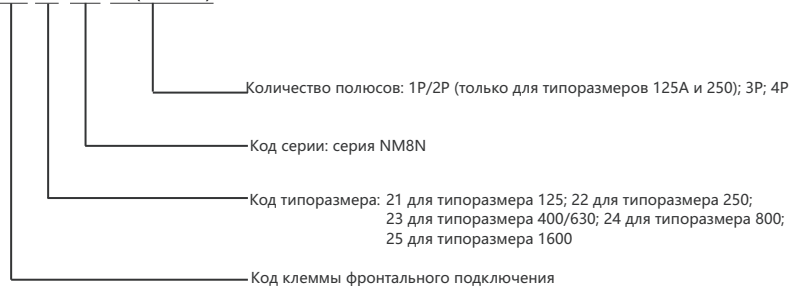 Количество полюсов: 1P/2P (только для типоразмеров 125A и 250); 3P; 4P
Код серии: серия NM8N
Код типоразмера: 21 для типоразмера 125; 22 для типоразмера 250;
23 для типоразмера 400/630; 24 для типоразмера 800;
25 для типоразмера 1600
Код клеммы фронтального подключения